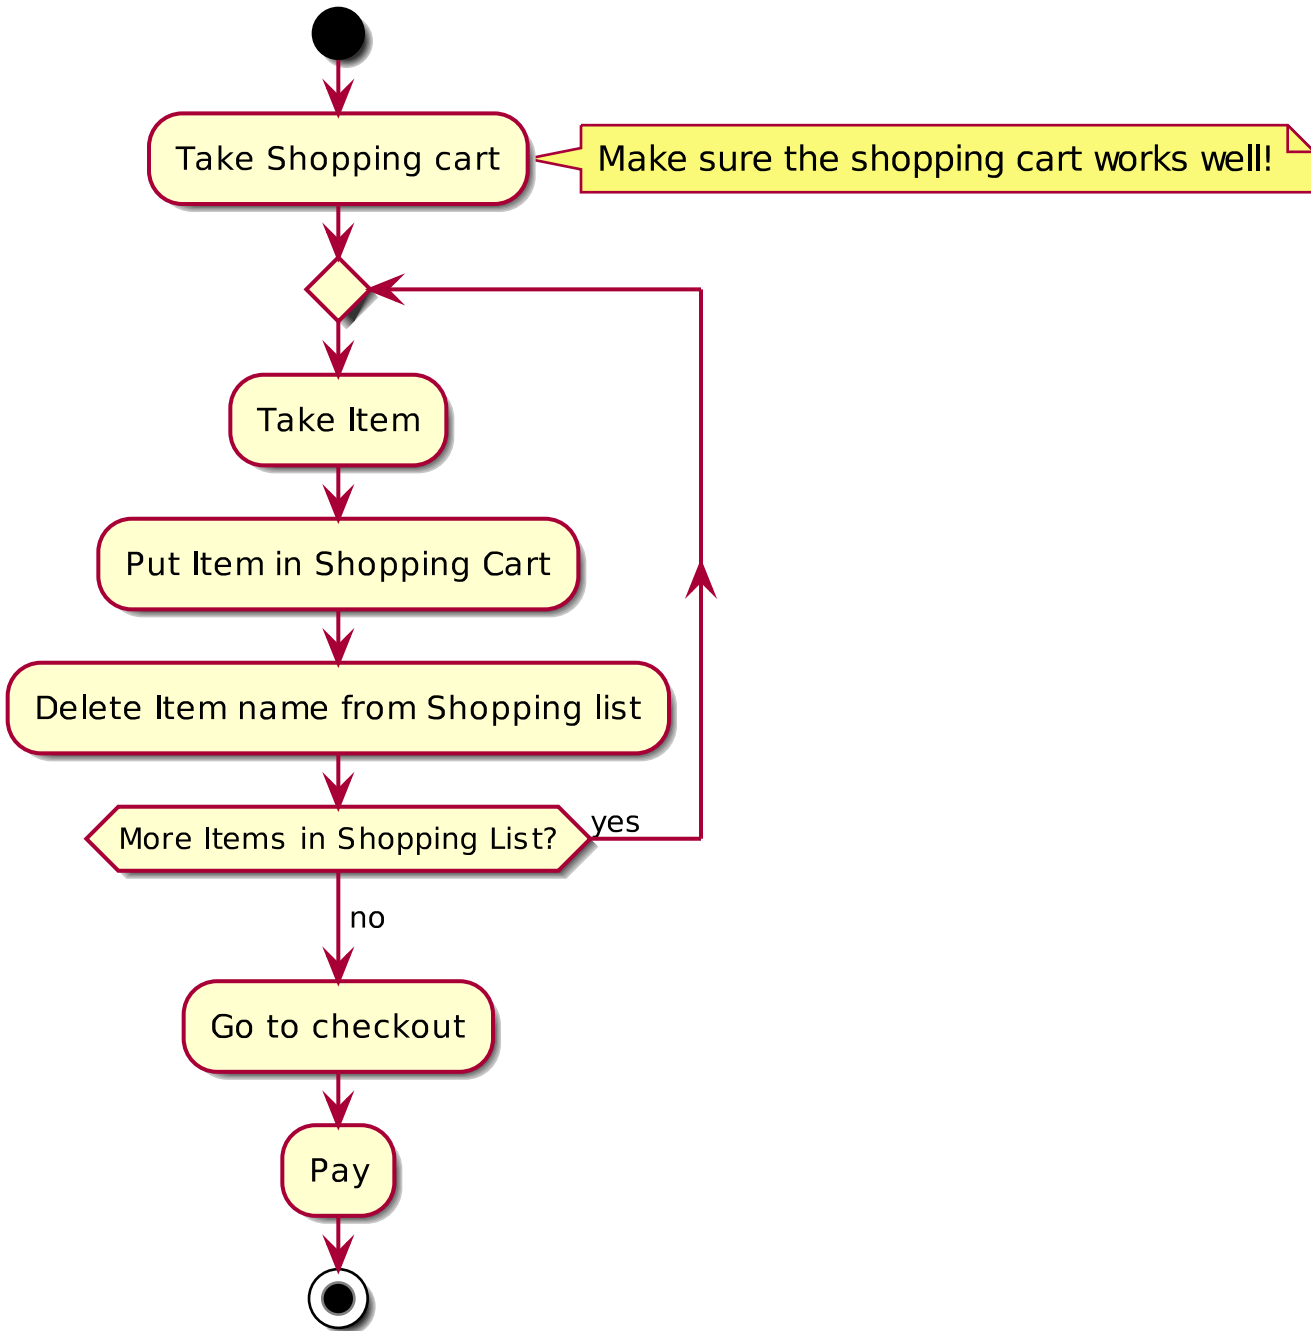 Take Shopping cart
Make sure the shopping cart works well!
Take Item
Put Item in Shopping Cart
Delete Item name from Shopping list
More Items in Shopping List?
yes
no
Go to checkout
Pay